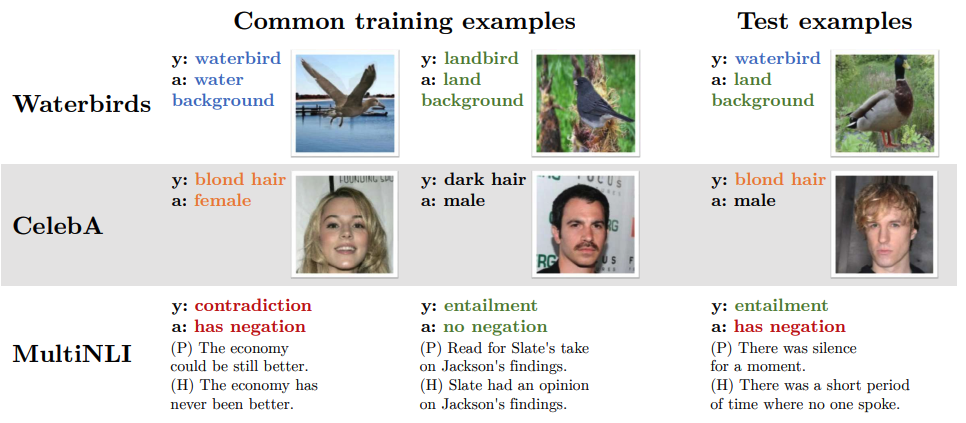 Common training examples
Test examples
Waterbirds
y: waterbird
a: water
background
y: landbird
a: land
background
y: waterbird
a: land
background
CelebA
y: blond hair
a: female
y: dark hair
a: male
y: blond hair
a: male
MultiNLI
y: contradiction
a: has negation
(P) The economy
could be still better.
(H) The economy has
never been better.
y: entailment
a: no negation
(P) Read for Slate's take
on Jackson's findings.
(H) Slate had an opinion
on Jackson's findings.
y: entailment
a: has negation
(P) There was silence
for a moment.
(H) There was a short period
of time where no one spoke.